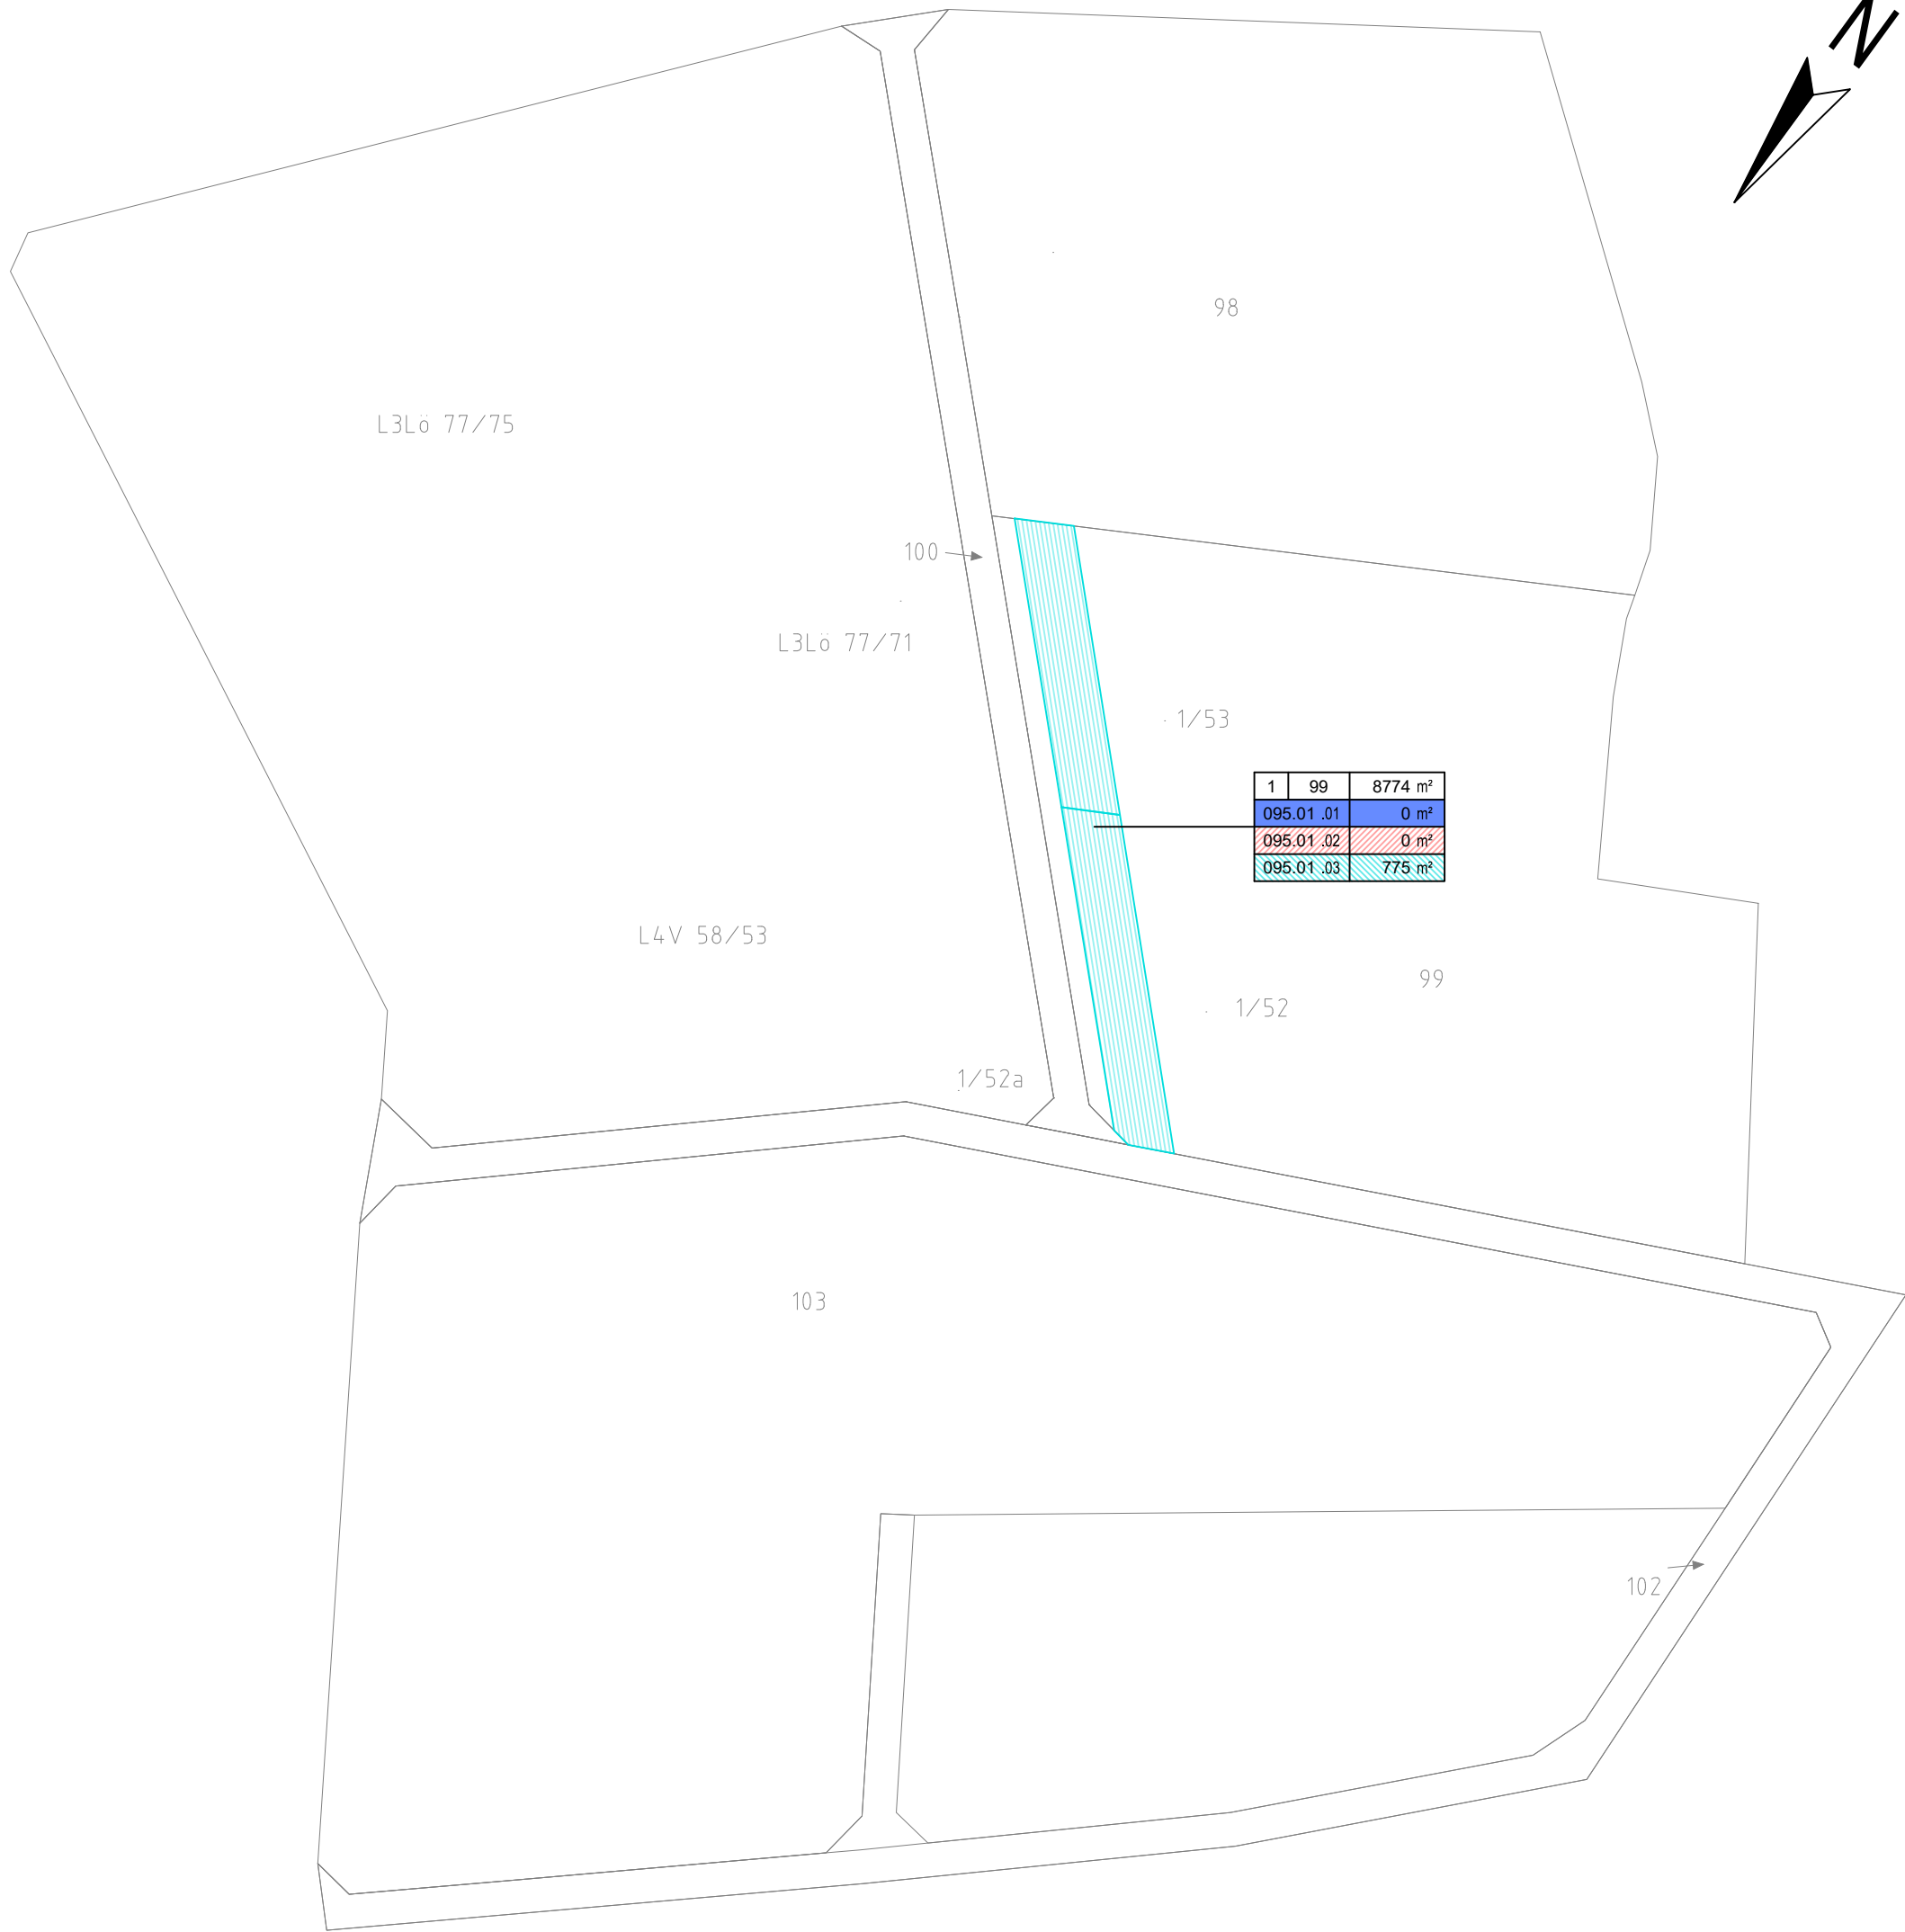 N
98
L3Lö 77/75
100
L3Lö 77/71
1/53
1 99 8774 m²
095.01 .01 0 m²
095.01 .02 0 m²
095.01 .03 775 m²
L4V 58/53
99
1/52
1/52a
103
102